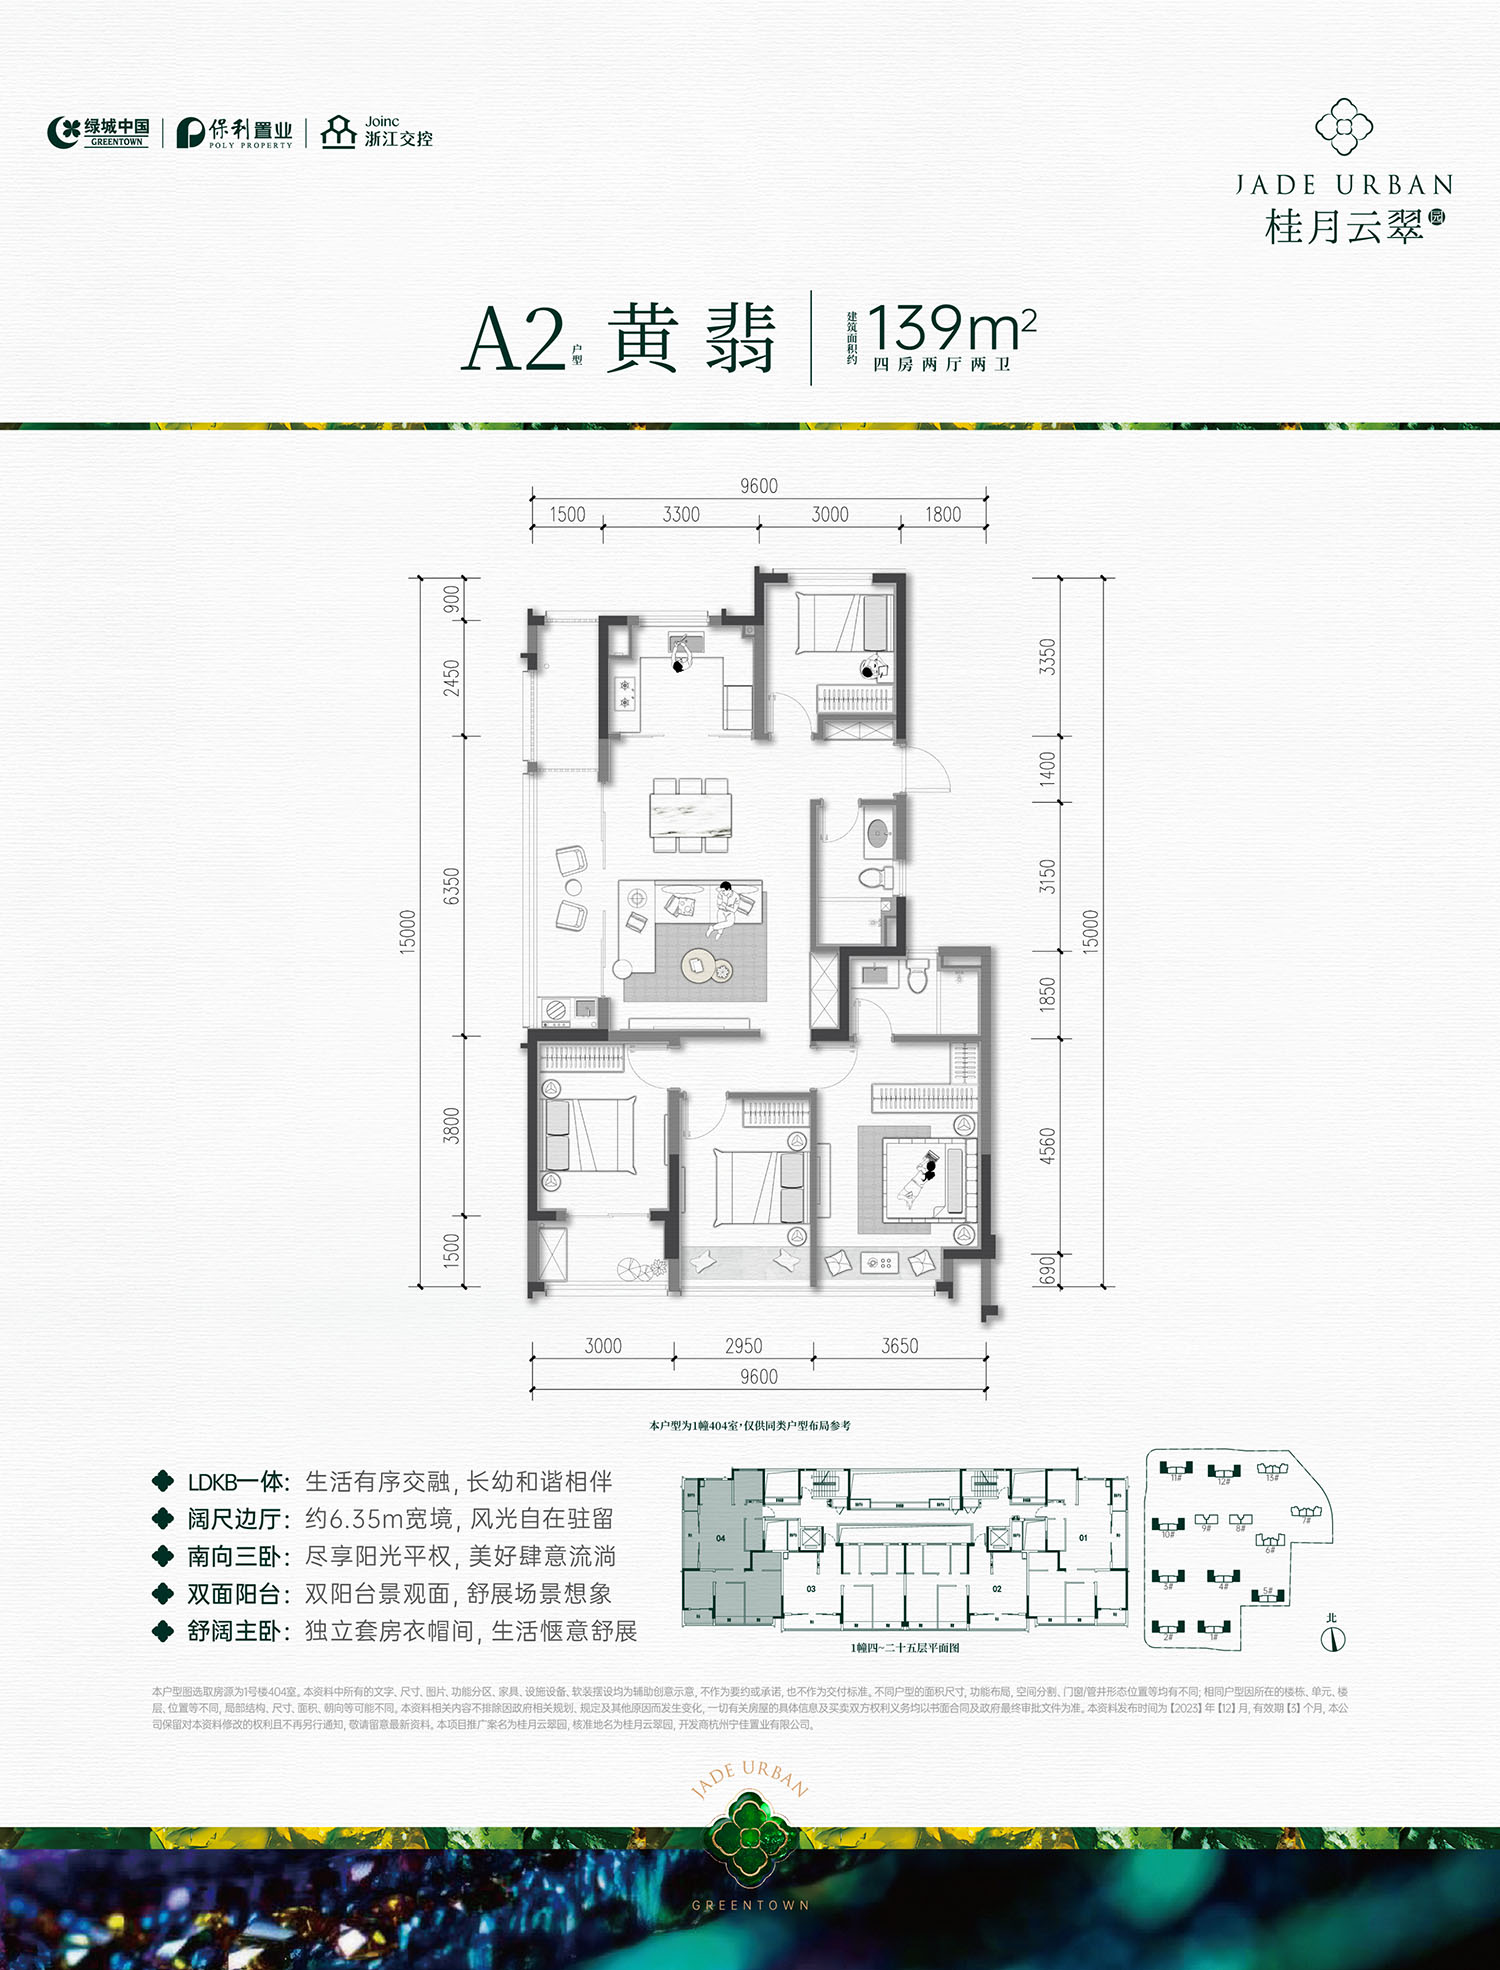 绿城中国
GREENTOWN
保利置业
POLY PROPERTY
Joinc
浙江交控
JADE URBAN
桂月云翠园
A2户型 黄翡
建筑面积约 139m²
四房两厅两卫
9600
1500 3300 3000 1800
900
2450
6350
3800
1500
15000
3350
1400
3150
1850
4560
690
15000
3000 2950 3650
9600
本户型为1幢404室,仅供同类户型布局参考
LDKB一体：生活有序交融, 长幼和谐相伴
阔尺边厅：约6.35m宽境, 风光自在驻留
南向三卧：尽享阳光平权, 美好肆意流淌
双面阳台：双阳台景观面, 舒展场景想象
舒阔主卧：独立套房衣帽间, 生活惬意舒展
04
03
02
01
1幢四~二十五层平面图
11# 12# 13#
10# 9# 8# 7#
6#
3# 4# 5#
2# 1#
北
本户型图选取房源为1号楼404室。本资料中所有的文字、尺寸、图片、功能分区、家具、设施设备、软装摆设均为辅助创意示意, 不作为要约或承诺, 也不作为交付标准。不同户型的面积尺寸, 功能布局, 空间分割、门窗/管井形态位置等均有不同; 相同户型因所在的楼栋、单元、楼
层、位置等不同, 局部结构、尺寸、面积、朝向等可能不同。本资料相关内容不排除因政府相关规划、规定及其他原因而发生变化, 一切有关房屋的具体信息及买卖双方权利义务均以书面合同及政府最终审批文件为准。本资料发布时间为【2023】年【12】月, 有效期【3】个月, 本公
司保留对本资料修改的权利且不再另行通知, 敬请留意最新资料。本项目推广案名为桂月云翠园, 核准地名为桂月云翠园, 开发商杭州宁佳置业有限公司。
JADE URBAN
GREENTOWN